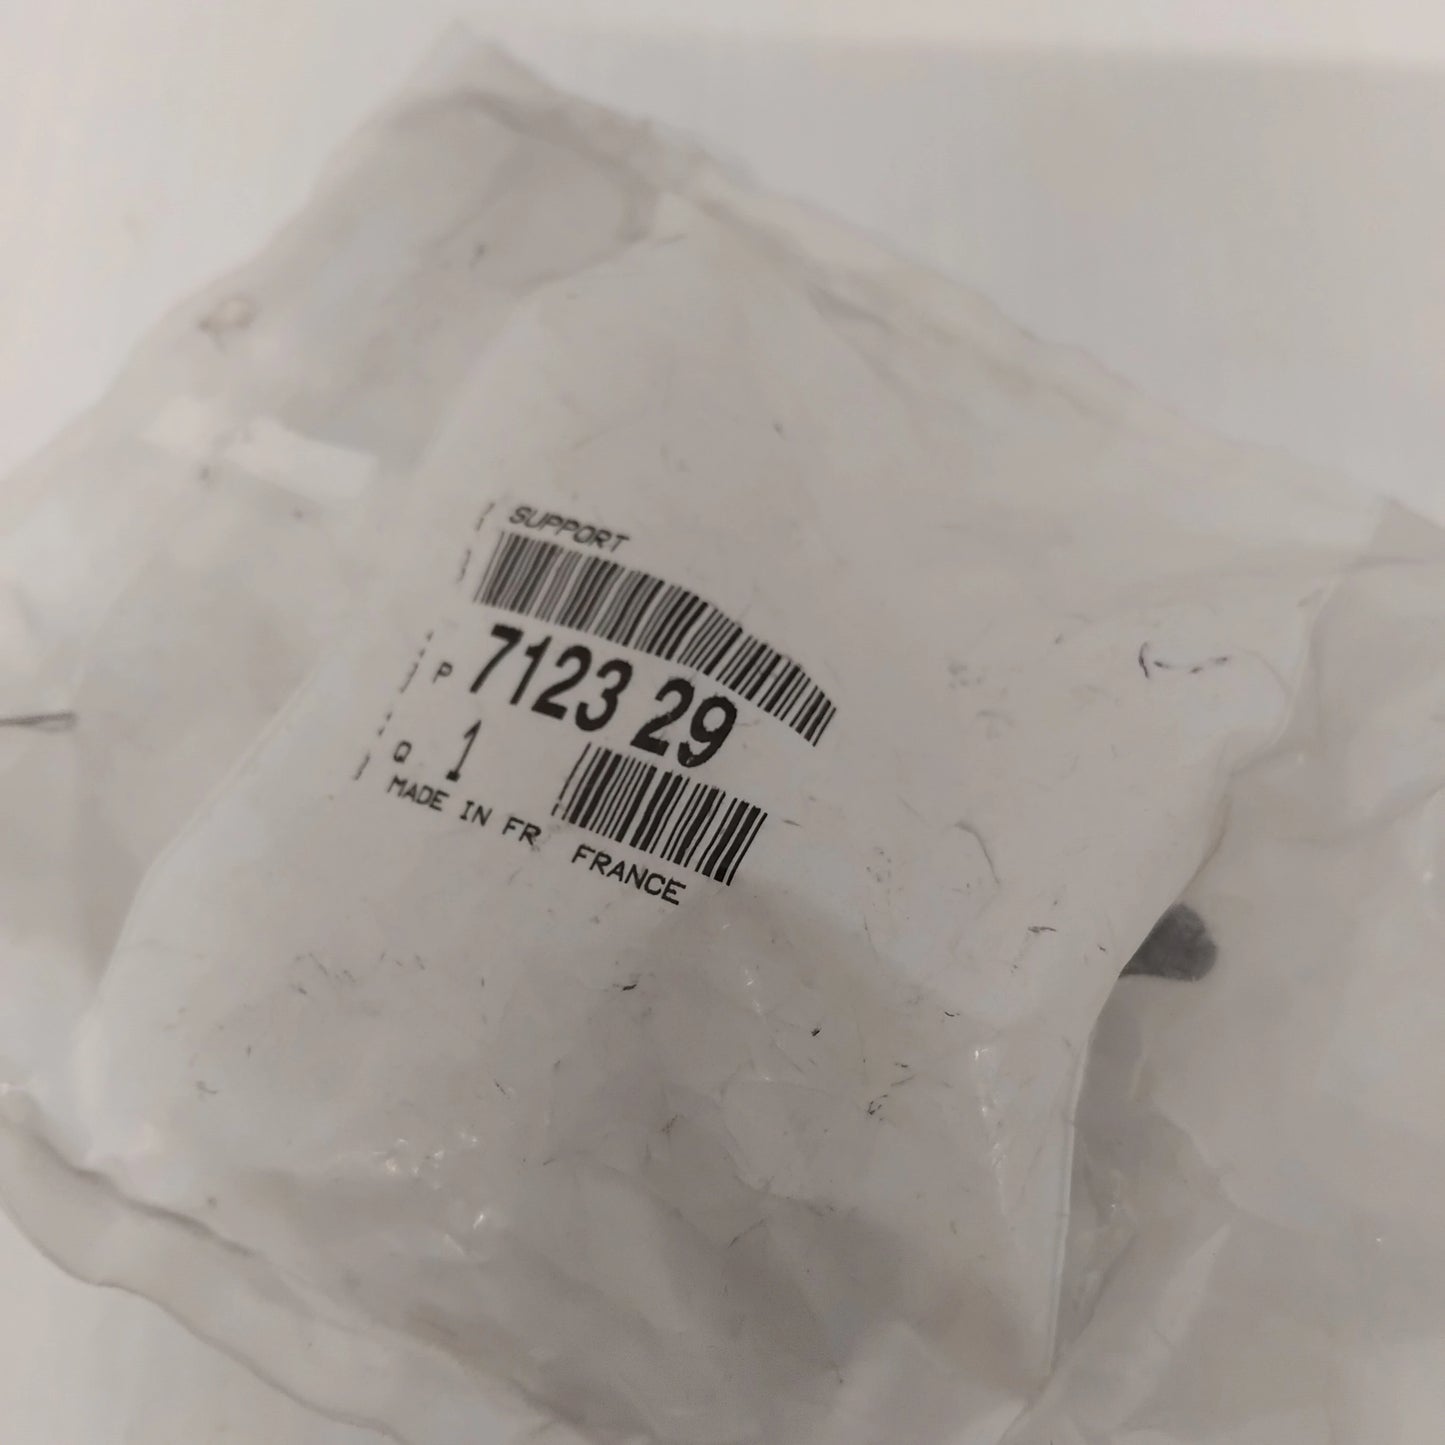 SUPPORT
P 7123 29
Q 1
MADE IN FR FRANCE